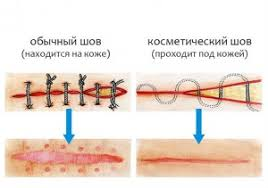 обычный шов
(находится на коже)
косметический шов
(проходит под кожей)